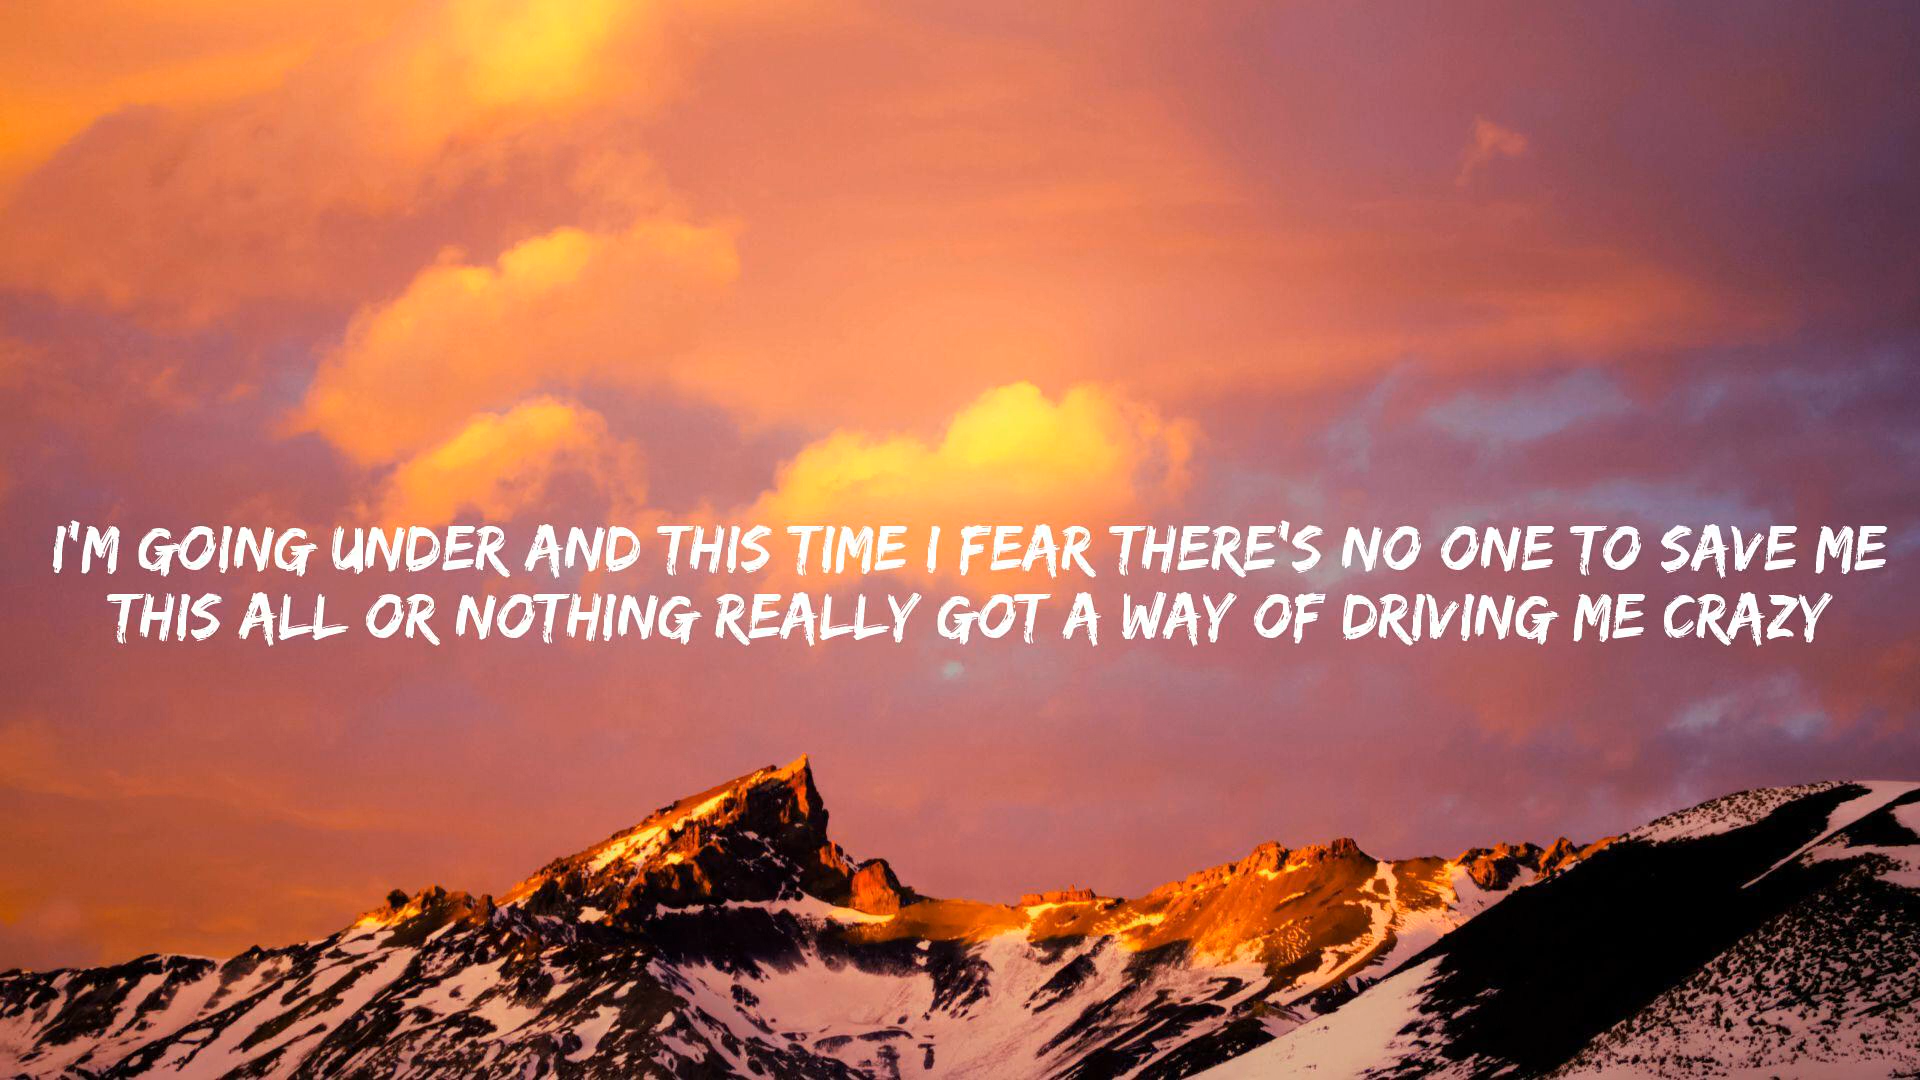 I'M GOING UNDER AND THIS TIME I FEAR THERE'S NO ONE TO SAVE ME
THIS ALL OR NOTHING REALLY GOT A WAY OF DRIVING ME CRAZY